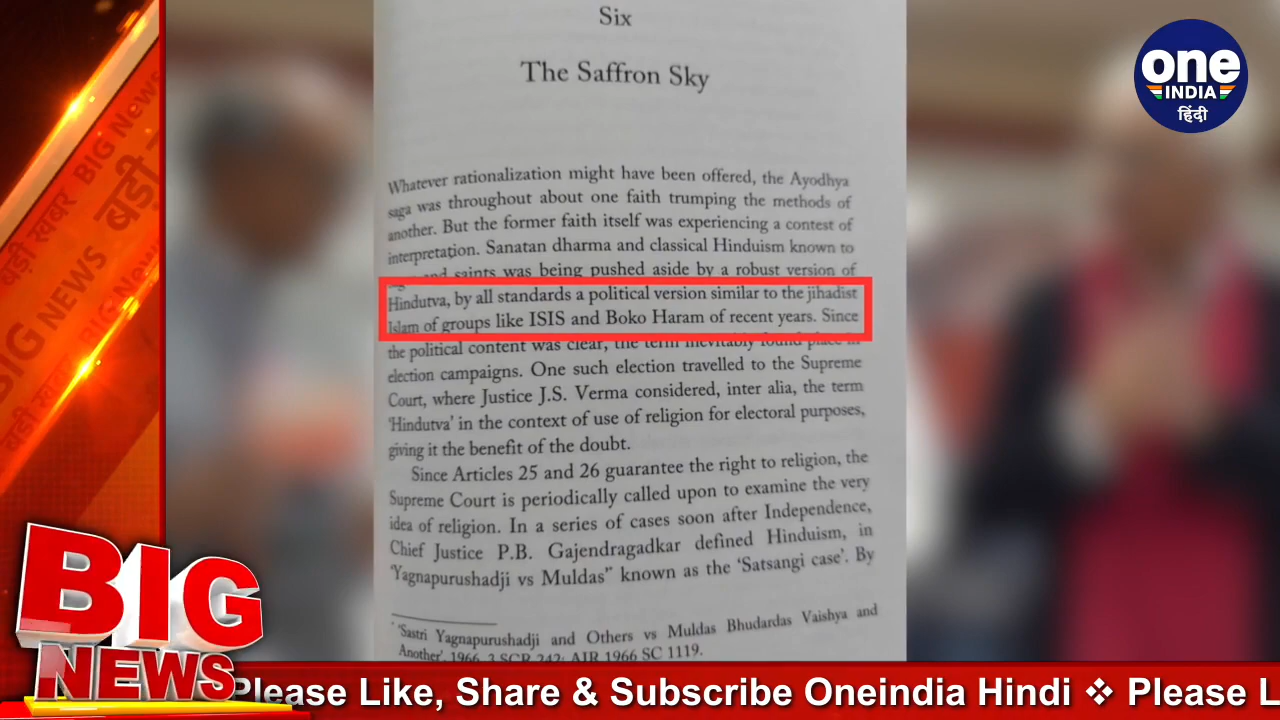 one
INDIA
हिंदी
Six
The Saffron Sky
Whatever rationalization might have been offered, the Ayodhya
saga was throughout about one faith trumping the methods of
another. But the former faith itself was experiencing a contest of
interpretation. Sanatan dharma and classical Hinduism known to
and saints was being pushed aside by a robust version of
Hindutva, by all standards a political version similar to the jihadist
Islam of groups like ISIS and Boko Haram of recent years. Since
the political content was clear, the term inevitably found place in
election campaigns. One such election travelled to the Supreme
Court, where Justice J.S. Verma considered, inter alia, the term
'Hindutva' in the context of use of religion for electoral purposes,
giving it the benefit of the doubt.
Since Articles 25 and 26 guarantee the right to religion, the
Supreme Court is periodically called upon to examine the very
idea of religion. In a series of cases soon after Independence,
Chief Justice P.B. Gajendragadkar defined Hinduism, in
'Yagnapurushadji vs Muldas'* known as the 'Satsangi case'. By
* 'Sastri Yagnapurushadji and Others vs Muldas Bhudardas Vaishya and
Another', 1966, 3 SCR 242: AIR 1966 SC 1119.
BIG NEWS
बड़ी खबर
BIG NEWS
बड़ी खबर
BIG
NEWS
Please Like, Share & Subscribe Oneindia Hindi ❖ Please L